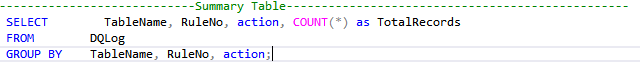 --------------------------Summary Table---------------------------------------------
SELECT TableName, RuleNo, action, COUNT(*) as TotalRecords
FROM DQLog
GROUP BY TableName, RuleNo, action;